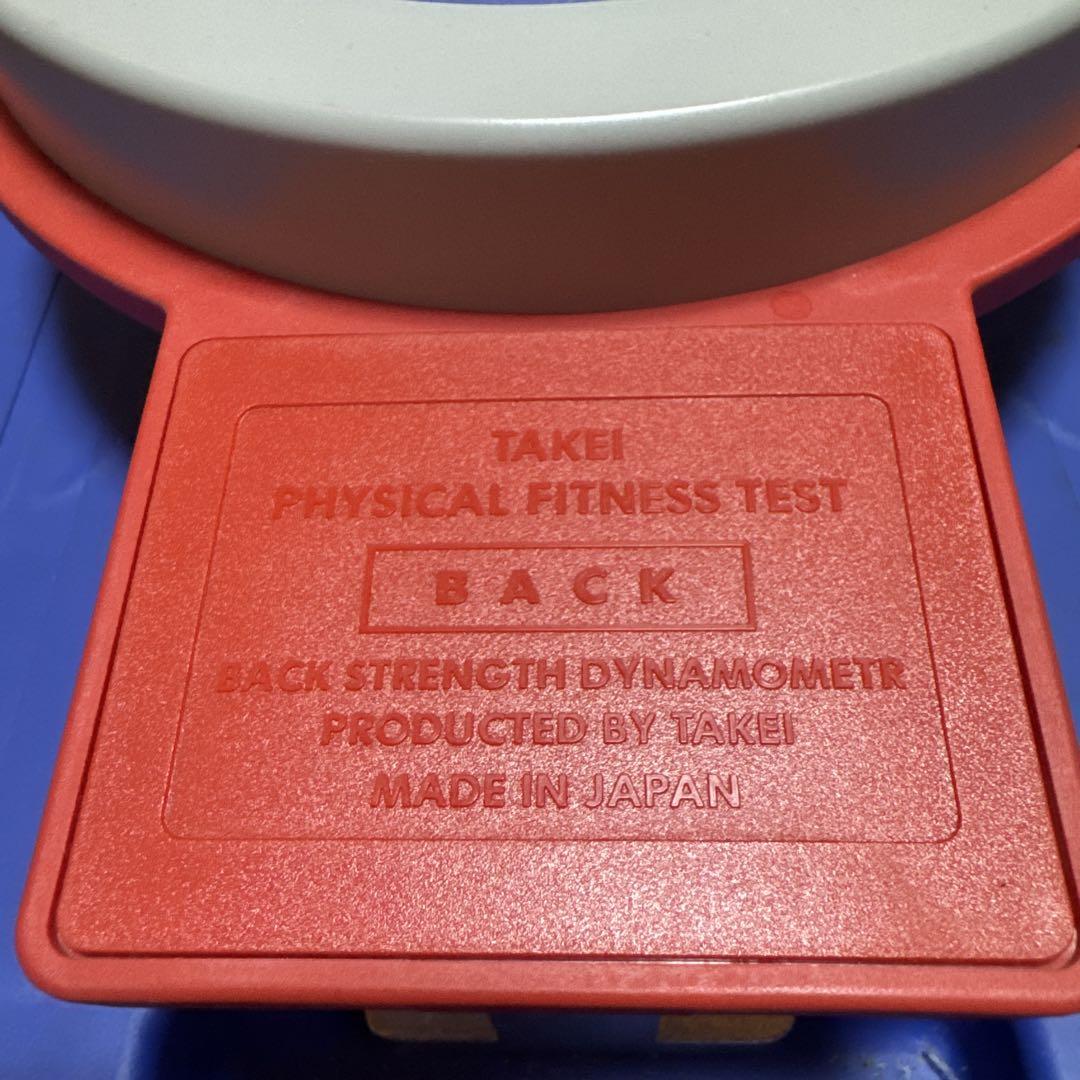 TAKEI
PHYSICAL FITNESS TEST
BACK
BACK STRENGTH DYNAMOMETR
PRODUCTED BY TAKEI
MADE IN JAPAN